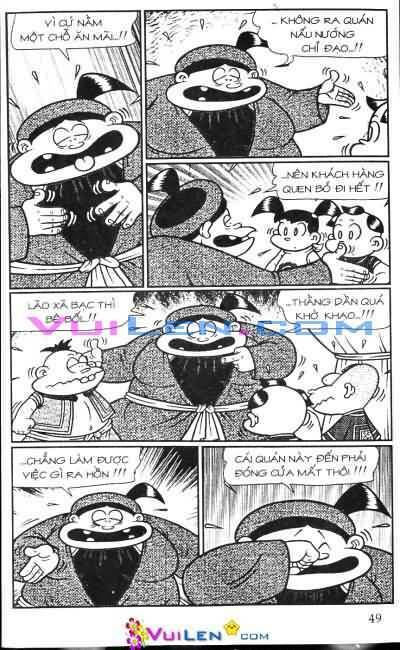 VÌ CỨ NẰM
MỘT CHỖ ĂN MÃI...!!
...KHÔNG RA QUÁN
NẤU NƯỚNG
CHỈ ĐẠO...!!
...NÊN KHÁCH HÀNG
QUEN BỎ ĐI HẾT !!
LÃO XÃ BẠC THÌ
BÊ BỐI..!!
...THẰNG DẦN QUÁ
KHỜ KHẠO...!!!
VUILEN.COM
...CHẲNG LÀM ĐƯỢC
VIỆC GÌ RA HỒN !!!
CÁI QUÁN NÀY ĐẾN PHẢI
ĐÓNG CỬA MẤT THÔI !!!
49
VUILEN COM